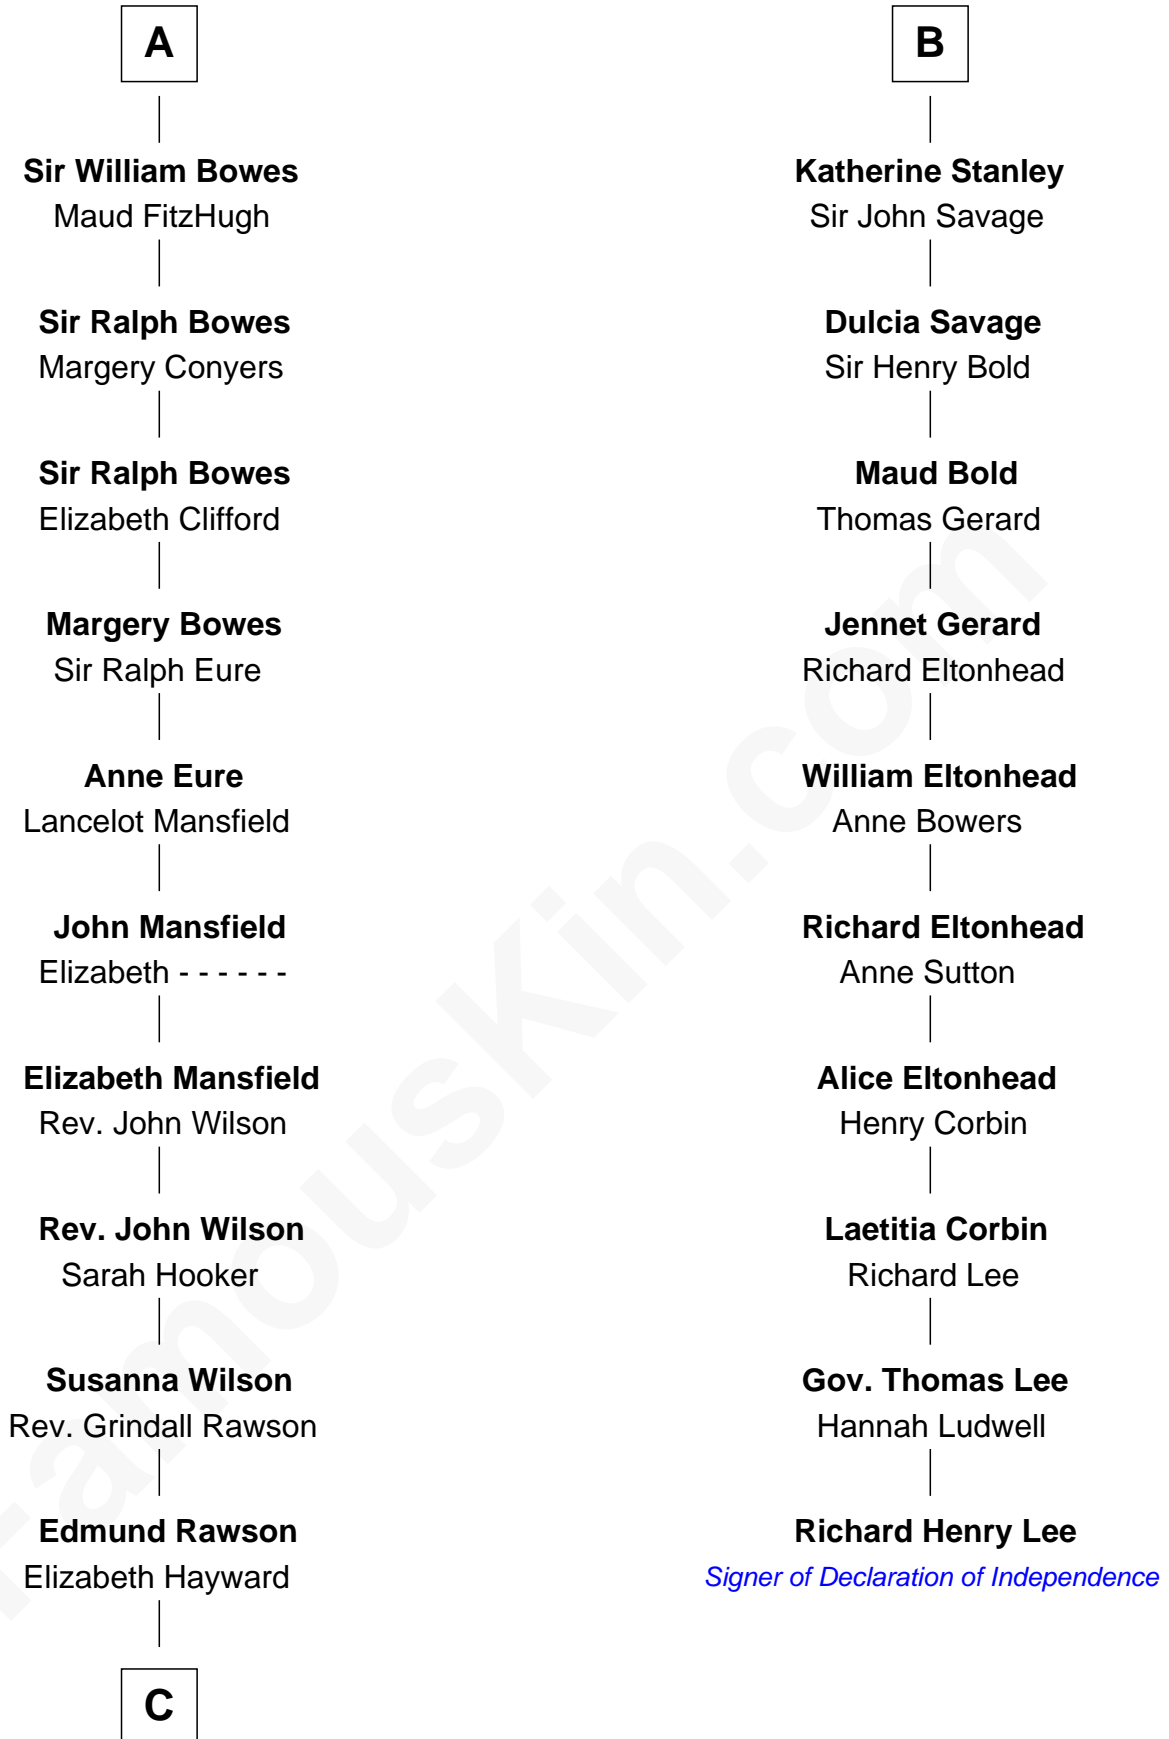 A
Sir William Bowes
Maud FitzHugh
Sir Ralph Bowes
Margery Conyers
Sir Ralph Bowes
Elizabeth Clifford
Margery Bowes
Sir Ralph Eure
Anne Eure
Lancelot Mansfield
John Mansfield
Elizabeth - - - - - -
Elizabeth Mansfield
Rev. John Wilson
Rev. John Wilson
Sarah Hooker
Susanna Wilson
Rev. Grindall Rawson
Edmund Rawson
Elizabeth Hayward
C
B
Katherine Stanley
Sir John Savage
Dulcia Savage
Sir Henry Bold
Maud Bold
Thomas Gerard
Jennet Gerard
Richard Eltonhead
William Eltonhead
Anne Bowers
Richard Eltonhead
Anne Sutton
Alice Eltonhead
Henry Corbin
Laetitia Corbin
Richard Lee
Gov. Thomas Lee
Hannah Ludwell
Richard Henry Lee
Signer of Declaration of Independence
FamousKin.com